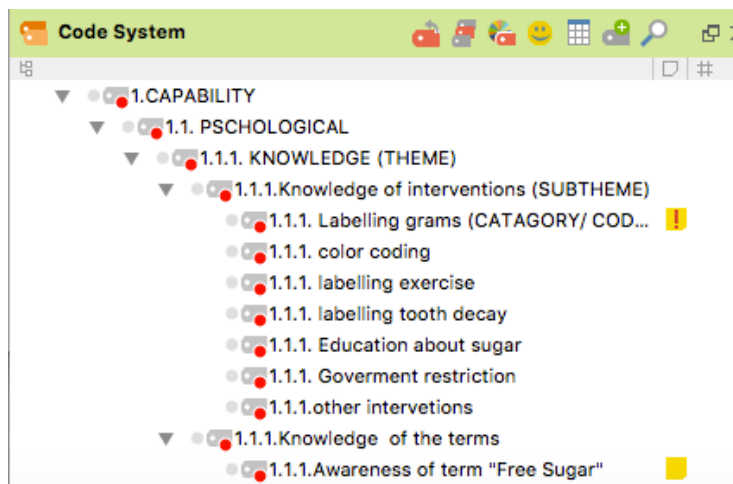 Code System
1.CAPABILITY
1.1. PSCHOLOGICAL
1.1.1. KNOWLEDGE (THEME)
1.1.1.Knowledge of interventions (SUBTHEME)
1.1.1. Labelling grams (CATAGORY/ COD...
1.1.1. color coding
1.1.1. labelling exercise
1.1.1. labelling tooth decay
1.1.1. Education about sugar
1.1.1. Goverment restriction
1.1.1.other intervetions
1.1.1.Knowledge of the terms
1.1.1.Awareness of term "Free Sugar"